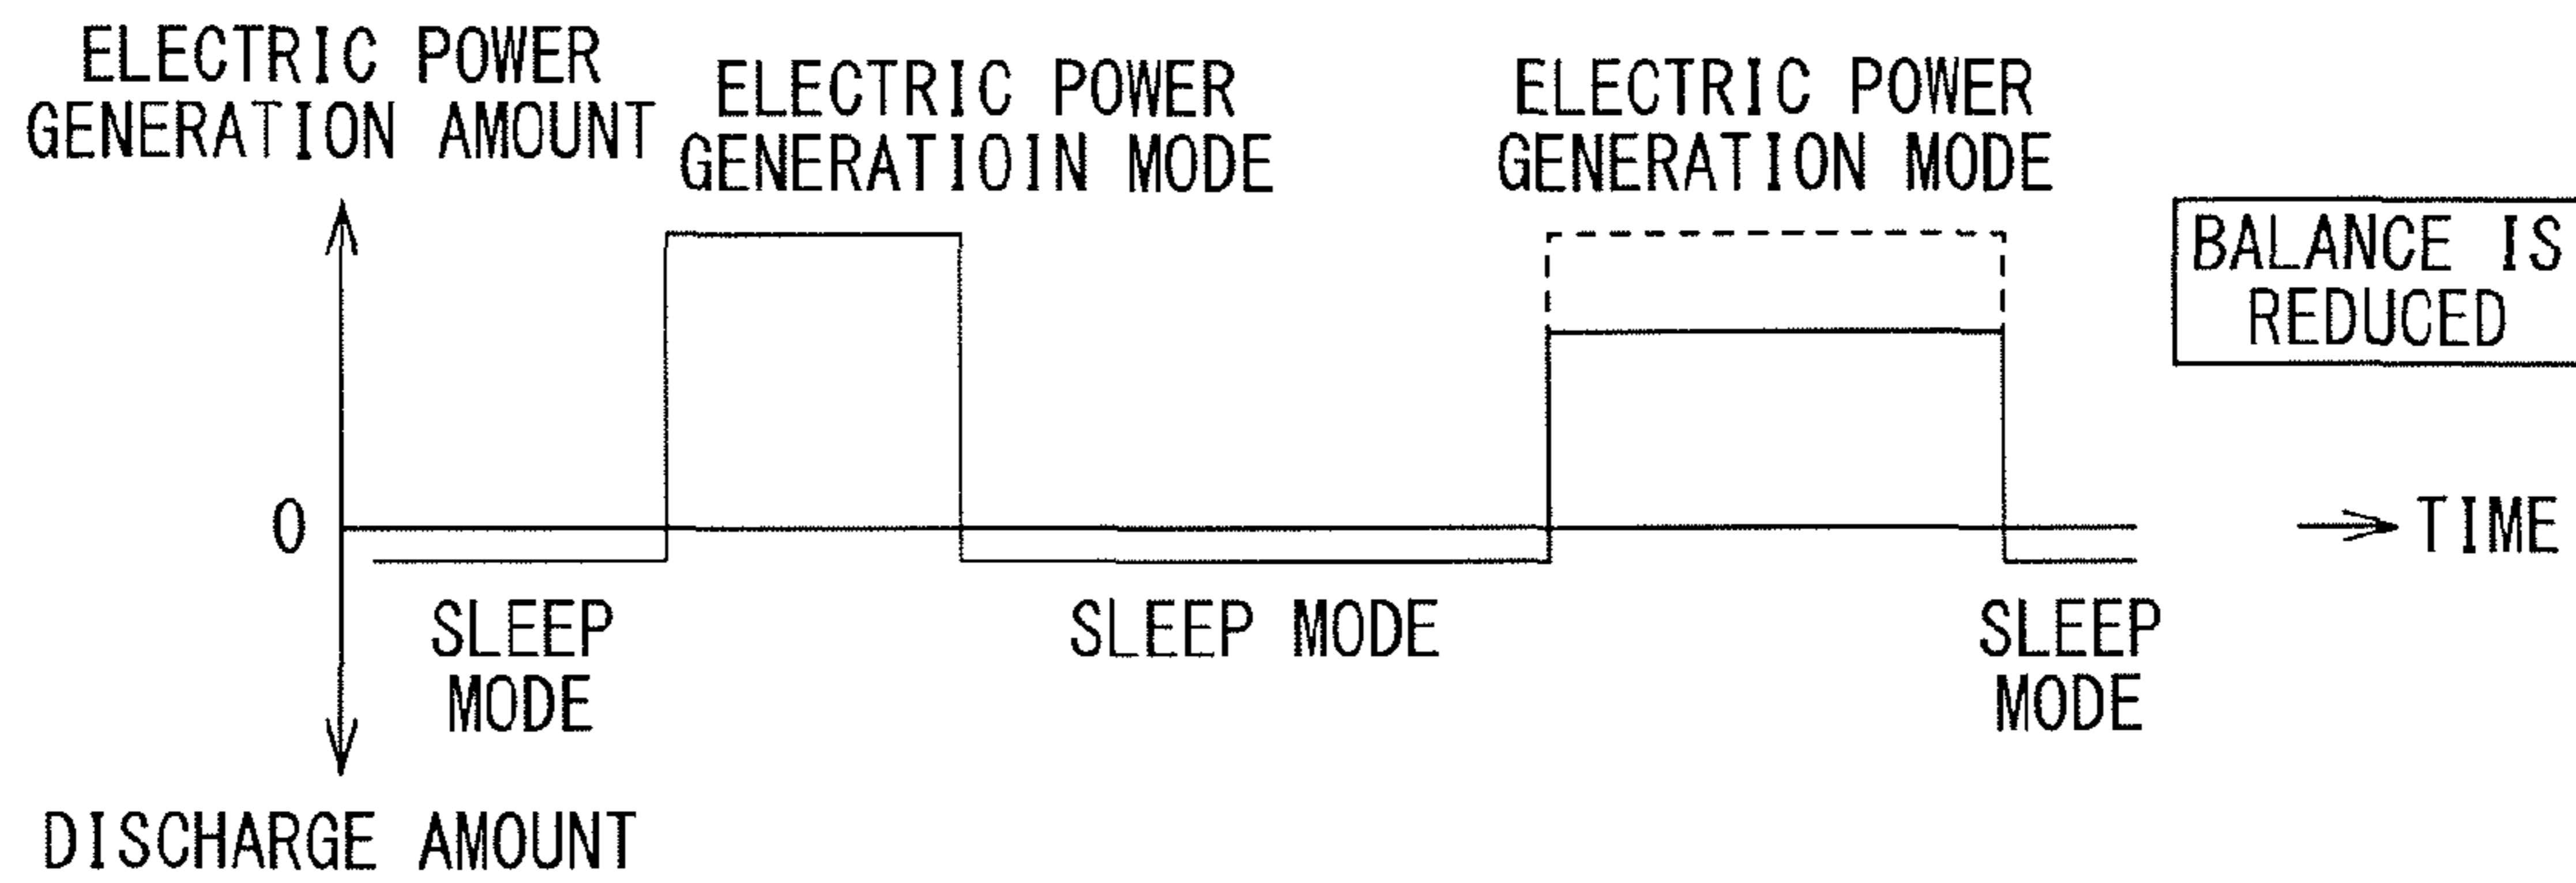 ELECTRIC POWER
GENERATION AMOUNT
ELECTRIC POWER
GENERATIOIN MODE
ELECTRIC POWER
GENERATION MODE
BALANCE IS
REDUCED
0
TIME
SLEEP
MODE
SLEEP MODE
SLEEP
MODE
DISCHARGE AMOUNT